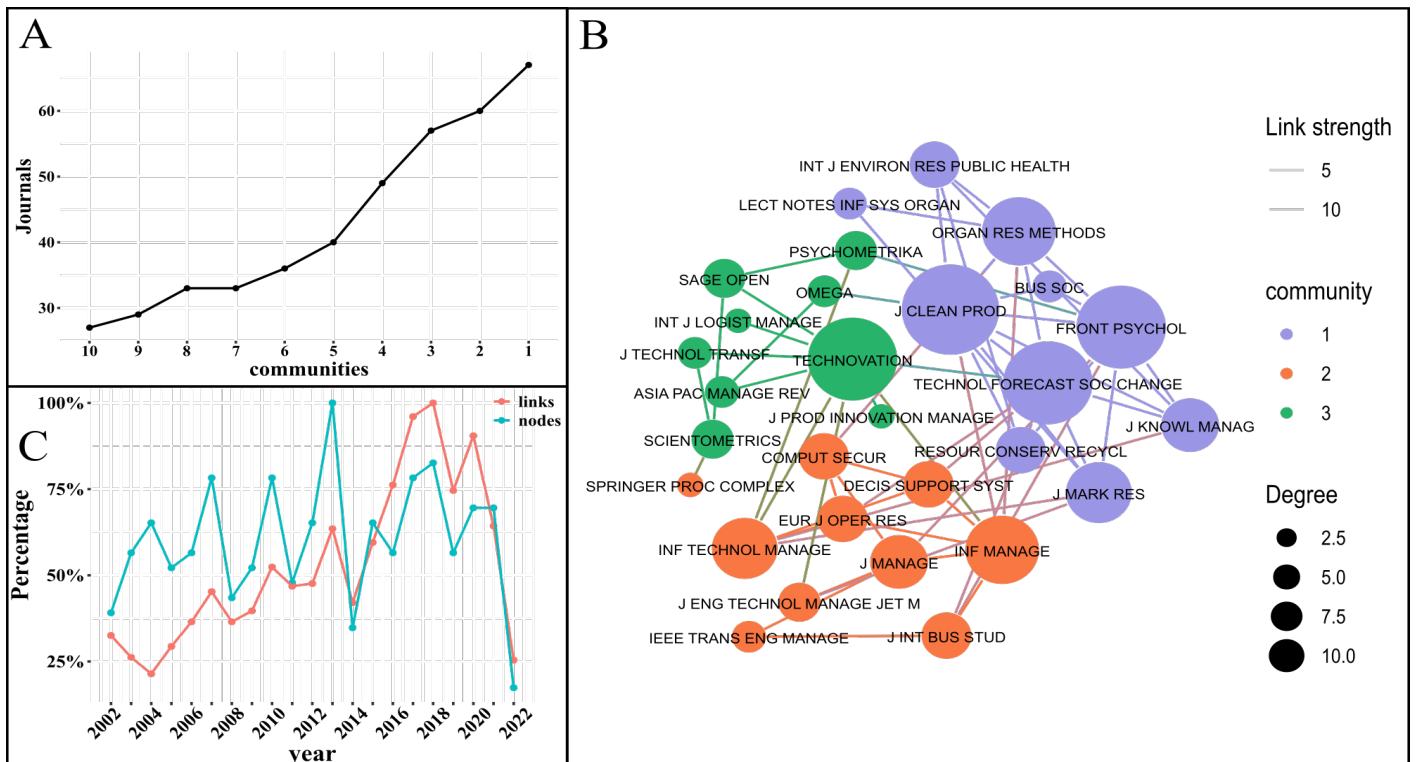 A
Journals
60
50
40
30
10 9 8 7 6 5 4 3 2 1
communities
C
links
nodes
Percentage
100%
75%
50%
25%
2002 2004 2006 2008 2010 2012 2014 2016 2018 2020 2022
year
B
INT J ENVIRON RES PUBLIC HEALTH
LECT NOTES INF SYS ORGAN
ORGAN RES METHODS
PSYCHOMETRIKA
SAGE OPEN
BUS SOC
OMEGA
J CLEAN PROD
INT J LOGIST MANAGE
FRONT PSYCHOL
J TECHNOL TRANSF
TECHNOVATION
TECHNOL FORECAST SOC CHANGE
ASIA PAC MANAGE REV
J PROD INNOVATION MANAGE
J KNOWL MANAG
SCIENTOMETRICS
RESOUR CONSERV RECYCL
COMPUT SECUR
SPRINGER PROC COMPLEX
DECIS SUPPORT SYST
J MARK RES
EUR J OPER RES
INF TECHNOL MANAGE
INF MANAGE
J MANAGE
J ENG TECHNOL MANAGE JET M
IEEE TRANS ENG MANAGE
J INT BUS STUD
Link strength
5
10
community
1
2
3
Degree
2.5
5.0
7.5
10.0